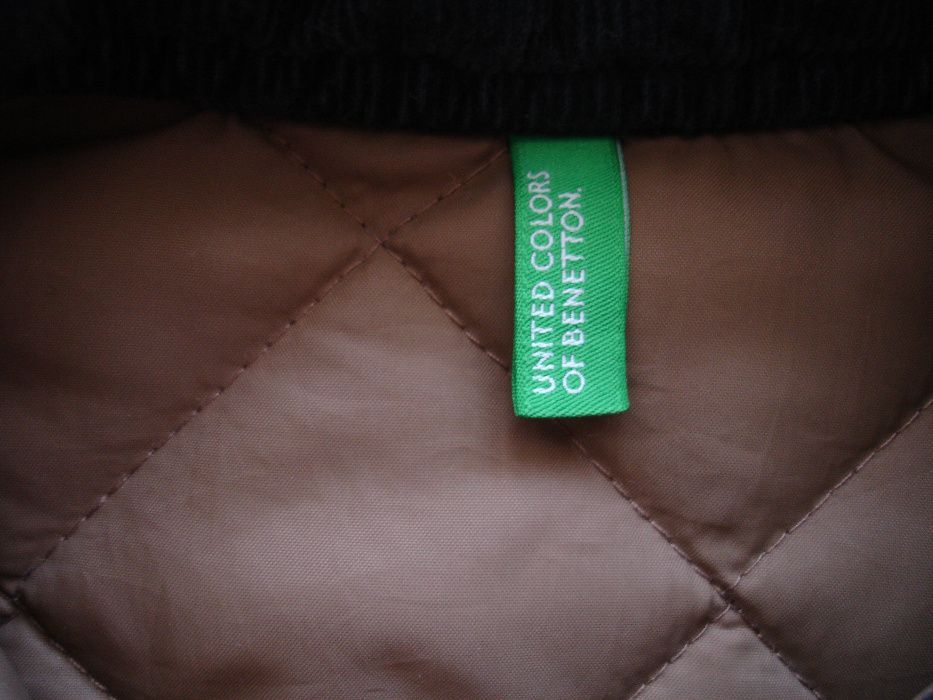 UNITED COLORS
OF BENETTON.